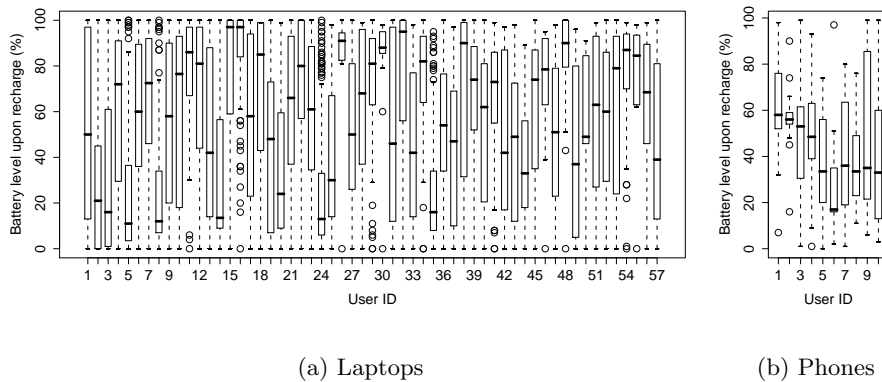 Battery level upon recharge (%)
100
80
60
40
20
0
1 3 5 7 9 12 15 18 21 24 27 30 33 36 39 42 45 48 51 54 57
User ID
(a) Laptops
Battery level upon recharge (%)
100
80
60
40
20
0
1 3 5 7 9
User ID
(b) Phones